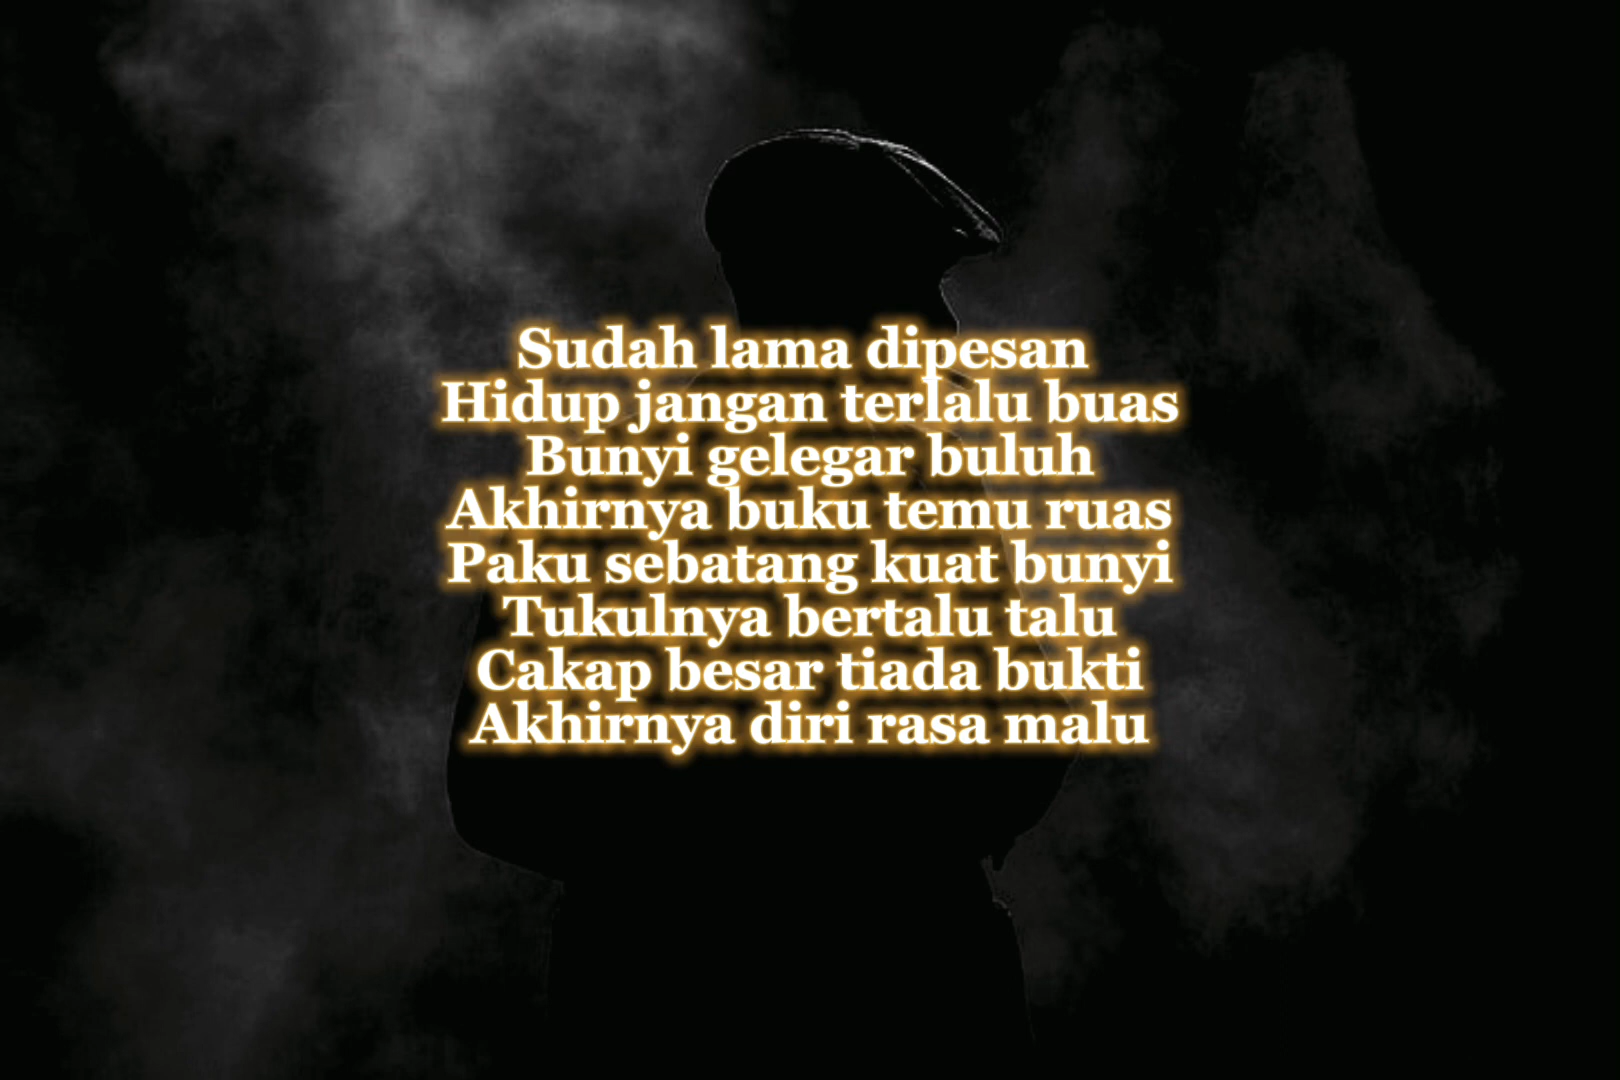 Sudah lama dipesan
Hidup jangan terlalu buas
Bunyi gelegar buluh
Akhirnya buku temu ruas
Paku sebatang kuat bunyi
Tukulnya bertalu talu
Cakap besar tiada bukti
Akhirnya diri rasa malu